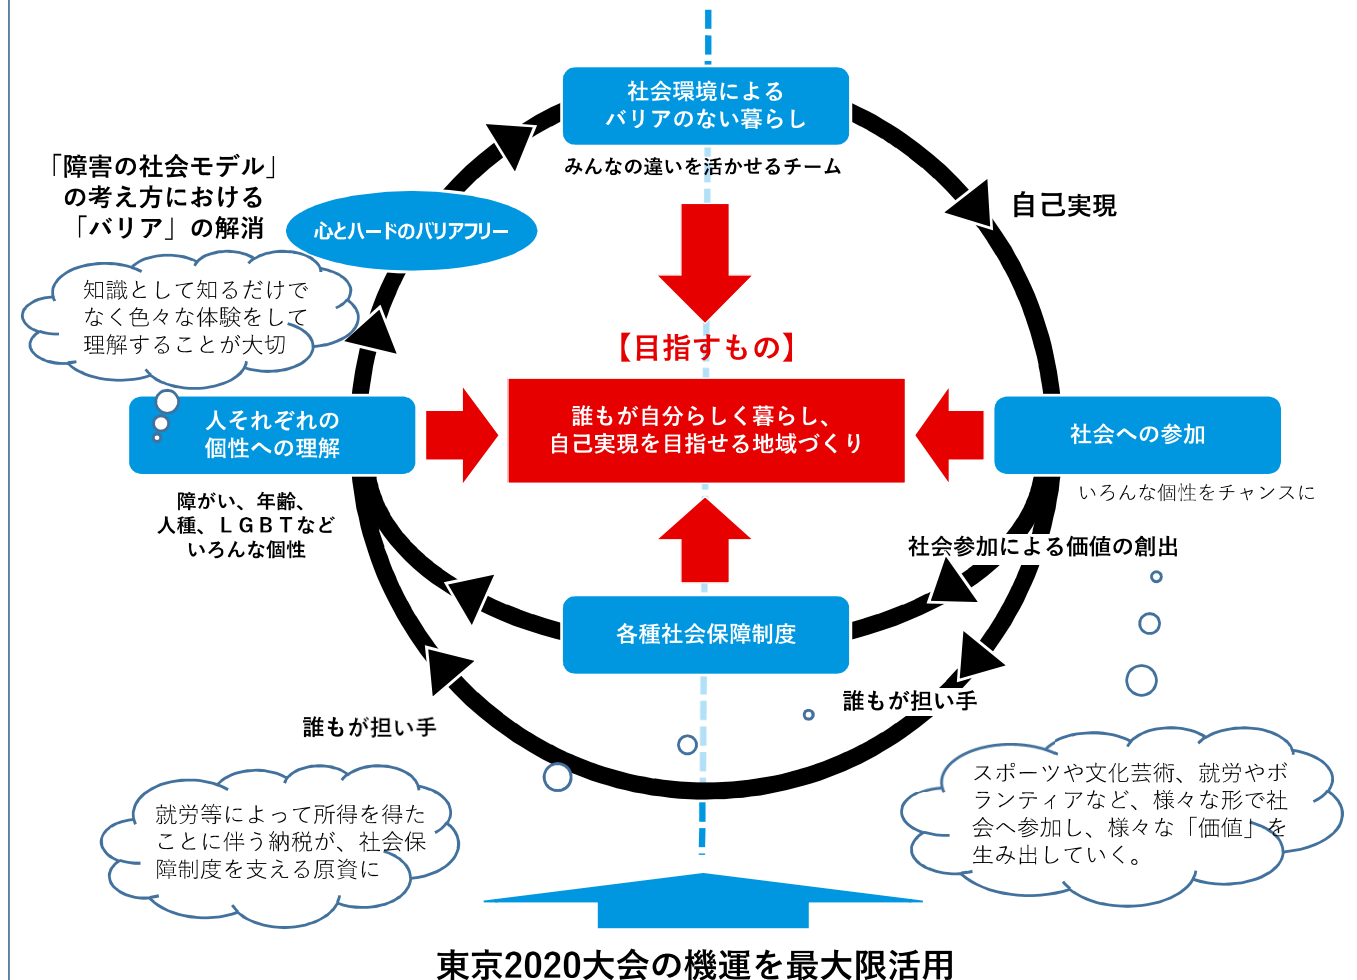 社会環境による
バリアのない暮らし
みんなの違いを活かせるチーム
「障害の社会モデル」
の考え方における
「バリア」の解消
心とハードのバリアフリー
自己実現
知識として知るだけで
なく色々な体験をして
理解することが大切
【目指すもの】
誰もが自分らしく暮らし、
自己実現を目指せる地域づくり
人それぞれの
個性への理解
障がい、年齢、
人種、ＬＧＢＴなど
いろんな個性
社会への参加
いろんな個性をチャンスに
社会参加による価値の創出
各種社会保障制度
誰もが担い手
誰もが担い手
就労等によって所得を得た
ことに伴う納税が、社会保
障制度を支える原資に
スポーツや文化芸術、就労やボ
ランティアなど、様々な形で社
会へ参加し、様々な「価値」を
生み出していく。
東京2020大会の機運を最大限活用